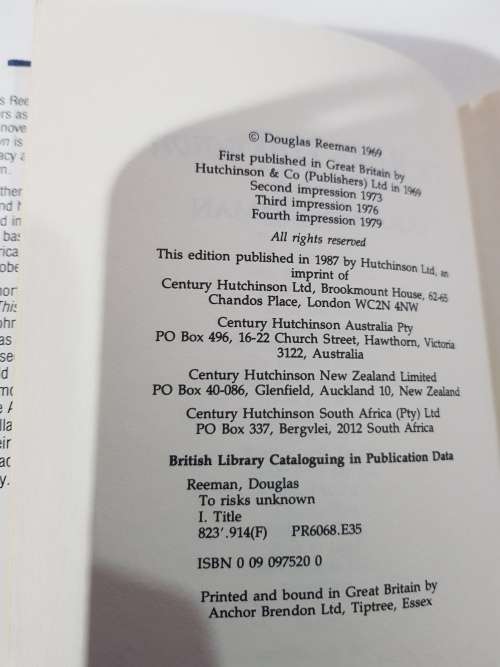 © Douglas Reeman 1969
First published in Great Britain by
Hutchinson & Co (Publishers) Ltd in 1969
Second impression 1973
Third impression 1976
Fourth impression 1979
All rights reserved
This edition published in 1987 by Hutchinson Ltd, an
imprint of
Century Hutchinson Ltd, Brookmount House, 62-65
Chandos Place, London WC2N 4NW
Century Hutchinson Australia Pty
PO Box 496, 16-22 Church Street, Hawthorn, Victoria
3122, Australia
Century Hutchinson New Zealand Limited
PO Box 40-086, Glenfield, Auckland 10, New Zealand
Century Hutchinson South Africa (Pty) Ltd
PO Box 337, Bergvlei, 2012 South Africa
British Library Cataloguing in Publication Data
Reeman, Douglas
To risks unknown
I. Title
823′.914(F) PR6068.E35
ISBN 0 09 097520 0
Printed and bound in Great Britain by
Anchor Brendon Ltd, Tiptree, Essex